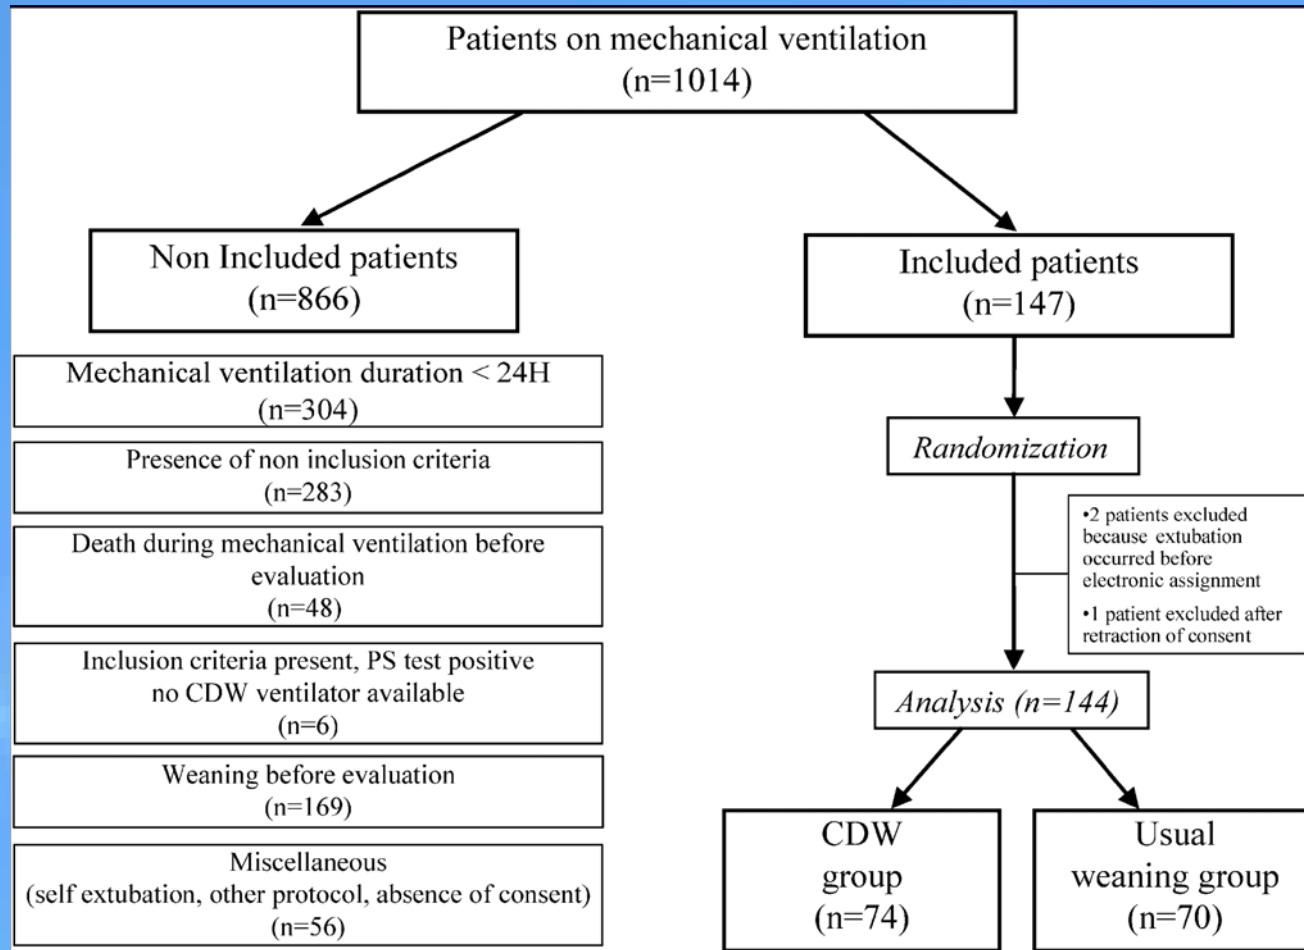 Patients on mechanical ventilation
(n=1014)
Non Included patients
(n=866)
Mechanical ventilation duration < 24H
(n=304)
Presence of non inclusion criteria
(n=283)
Death during mechanical ventilation before
evaluation
(n=48)
Inclusion criteria present, PS test positive
no CDW ventilator available
(n=6)
Weaning before evaluation
(n=169)
Miscellaneous
(self extubation, other protocol, absence of consent)
(n=56)
Included patients
(n=147)
Randomization
•2 patients excluded
because extubation
occurred before
electronic assignment
•1 patient excluded after
retraction of consent
Analysis (n=144)
CDW
group
(n=74)
Usual
weaning group
(n=70)